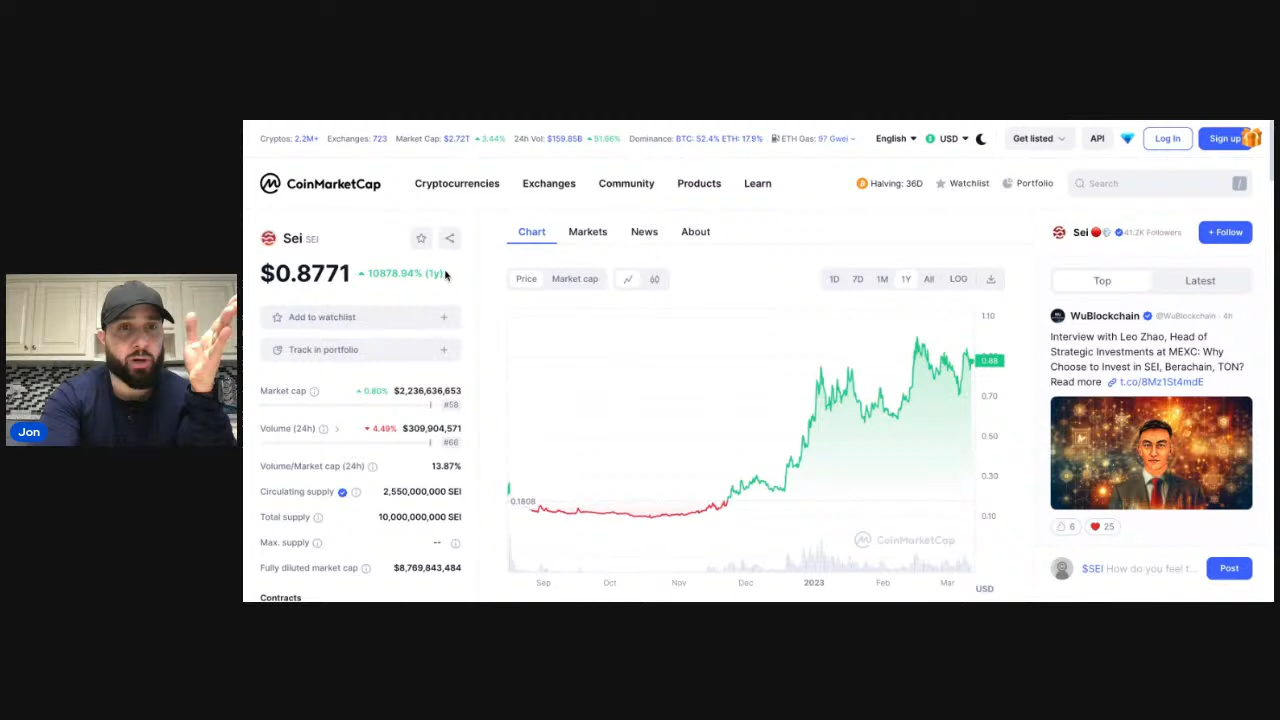 Cryptos: 2.2M+ Exchanges: 723 Market Cap: $2.72T 3.44% 24h Vol: $159.85B 51.66% Dominance: BTC: 52.4% ETH: 17.9% ETH Gas: 97 Gwei English USD Get listed API Log In Sign up
CoinMarketCap Cryptocurrencies Exchanges Community Products Learn Halving: 36D Watchlist Portfolio Search /
Sei SEI
$0.8771 10878.94% (1y)
Add to watchlist +
Track in portfolio +
Market cap 0.80% $2,236,636,653
#58
Volume (24h) 4.49% $309,904,571
#66
Volume/Market cap (24h) 13.87%
Circulating supply 2,550,000,000 SEI
Total supply 10,000,000,000 SEI
Max. supply --
Fully diluted market cap $8,769,843,484
Contracts
Chart Markets News About
Price Market cap 1D 7D 1M 1Y All LOG
1.10
0.88
0.70
0.50
0.30
0.10
0.1808
CoinMarketCap
Sep Oct Nov Dec 2023 Feb Mar
USD
Sei 41.2K Followers + Follow
Top Latest
WuBlockchain @WuBlockchain · 4h
Interview with Leo Zhao, Head of
Strategic Investments at MEXC: Why
Choose to Invest in SEI, Berachain, TON?
Read more t.co/8Mz1St4mdE
6 25
$SEI How do you feel t... Post
Jon